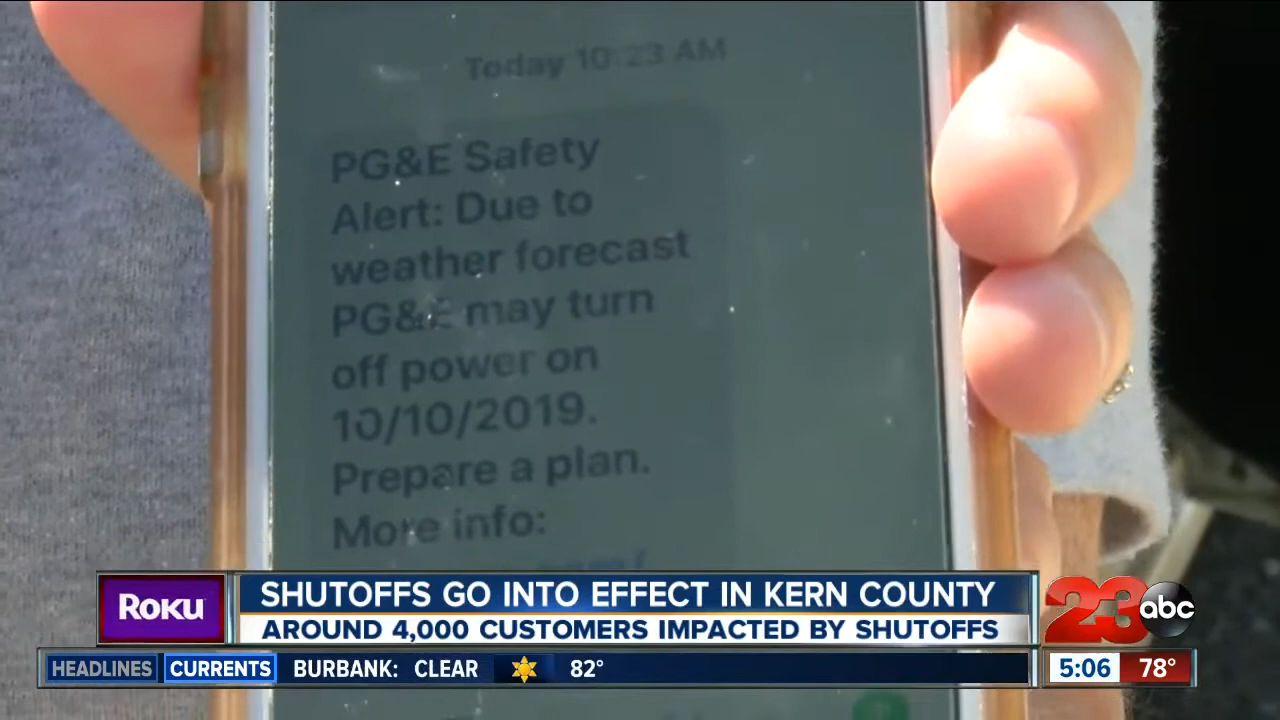 Today 10:23 AM
PG&E Safety
Alert: Due to
weather forecast
PG&E may turn
off power on
10/10/2019.
Prepare a plan.
More info:
ROKU
SHUTOFFS GO INTO EFFECT IN KERN COUNTY
AROUND 4,000 CUSTOMERS IMPACTED BY SHUTOFFS
23 abc
HEADLINES CURRENTS BURBANK: CLEAR 82° 5:06 78°